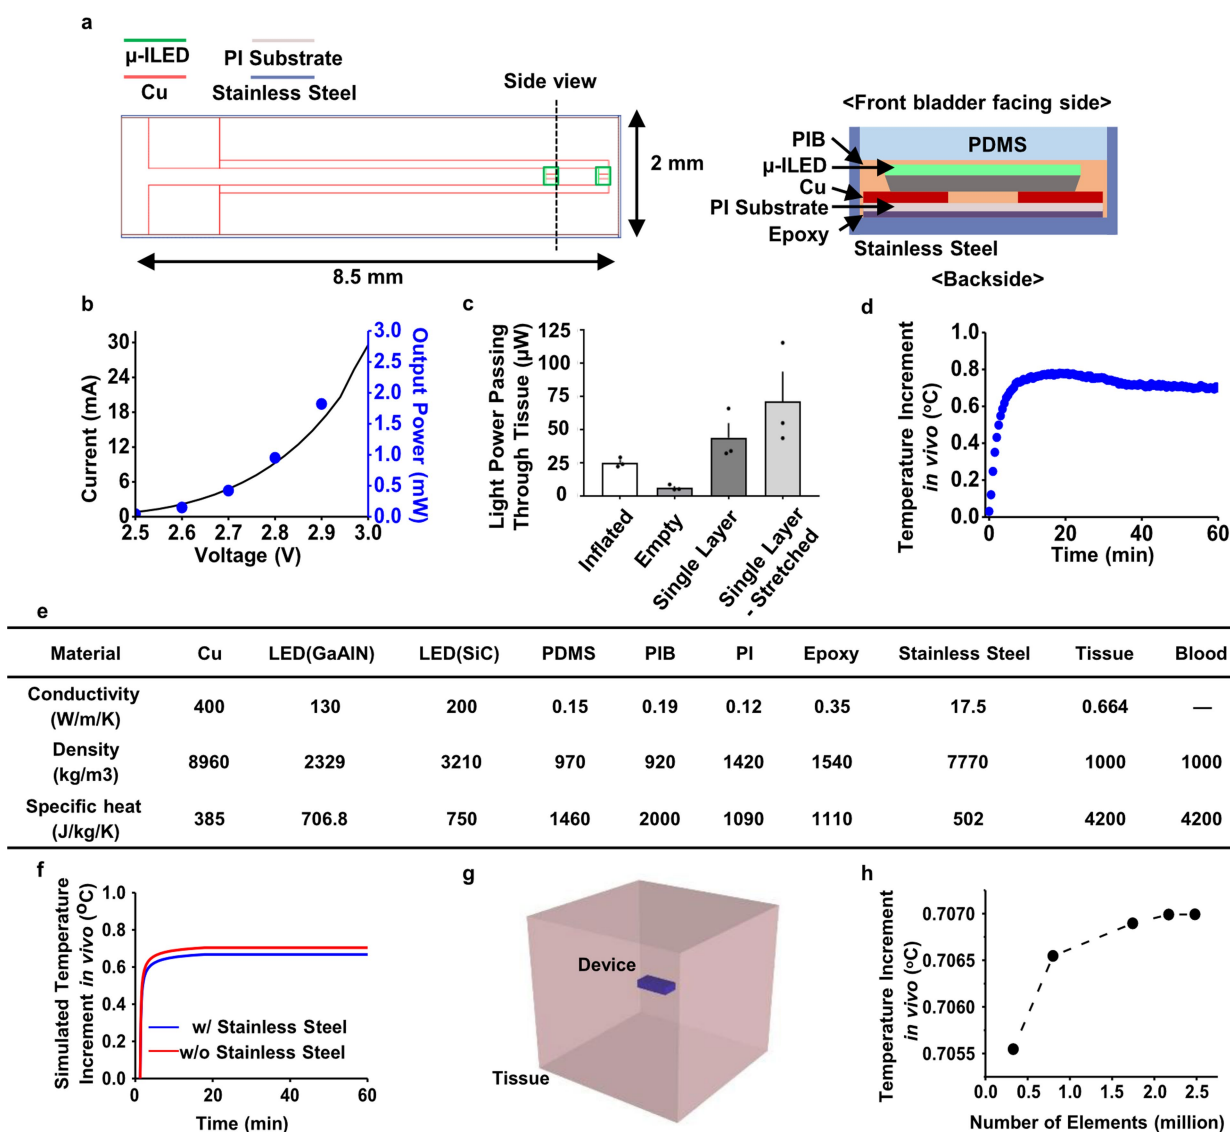 a
μ-ILED
PI Substrate
Cu
Stainless Steel
Side view
2 mm
8.5 mm
<Front bladder facing side>
PIB
PDMS
μ-ILED
Cu
PI Substrate
Epoxy
Stainless Steel
<Backside>
b
Current (mA)
30
24
18
12
6
0
2.5 2.6 2.7 2.8 2.9 3.0
Voltage (V)
3.0
2.5
2.0
1.5
1.0
0.5
0.0
Output Power (mW)
c
Light Power Passing
Through Tissue (μW)
125
100
75
50
25
0
Inflated
Empty
Single Layer
Single Layer
- Stretched
d
Temperature Increment
in vivo (oC)
1.0
0.8
0.6
0.4
0.2
0.0
0 20 40 60
Time (min)
e
Material Cu LED(GaAlN) LED(SiC) PDMS PIB PI Epoxy Stainless Steel Tissue Blood
Conductivity
(W/m/K) 400 130 200 0.15 0.19 0.12 0.35 17.5 0.664 —
Density
(kg/m3) 8960 2329 3210 970 920 1420 1540 7770 1000 1000
Specific heat
(J/kg/K) 385 706.8 750 1460 2000 1090 1110 502 4200 4200
f
Simulated Temperature
Increment in vivo (oC)
1.0
0.8
0.6
0.4
0.2
0.0
w/ Stainless Steel
w/o Stainless Steel
0 20 40 60
Time (min)
g
Device
Tissue
h
Temperature Increment
in vivo (oC)
0.7070
0.7065
0.7060
0.7055
0.0 0.5 1.0 1.5 2.0 2.5
Number of Elements (million)